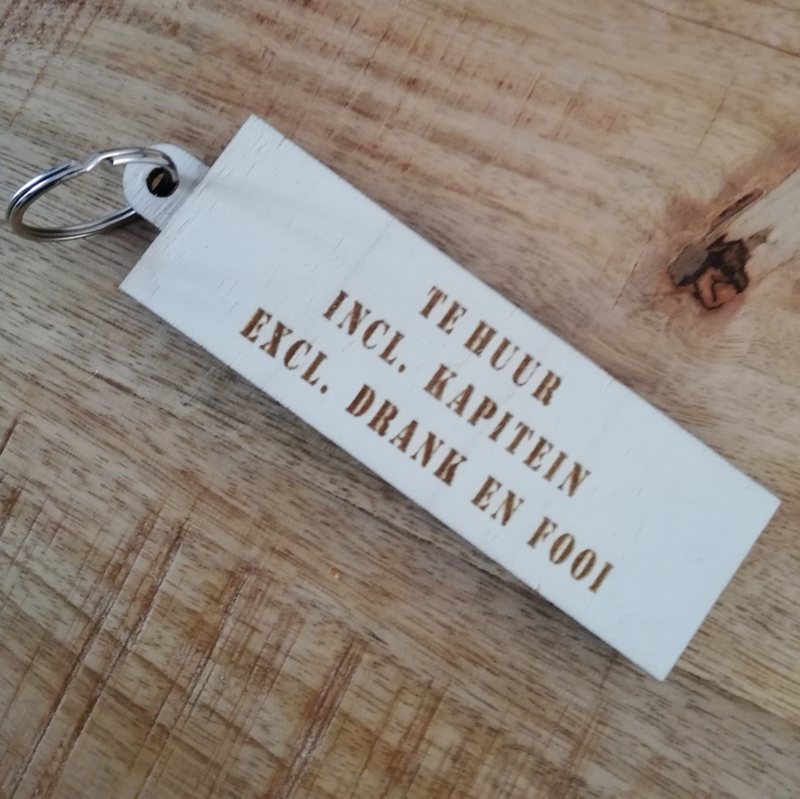 TE HUUR
INCL. KAPITEIN
EXCL. DRANK EN FOOI